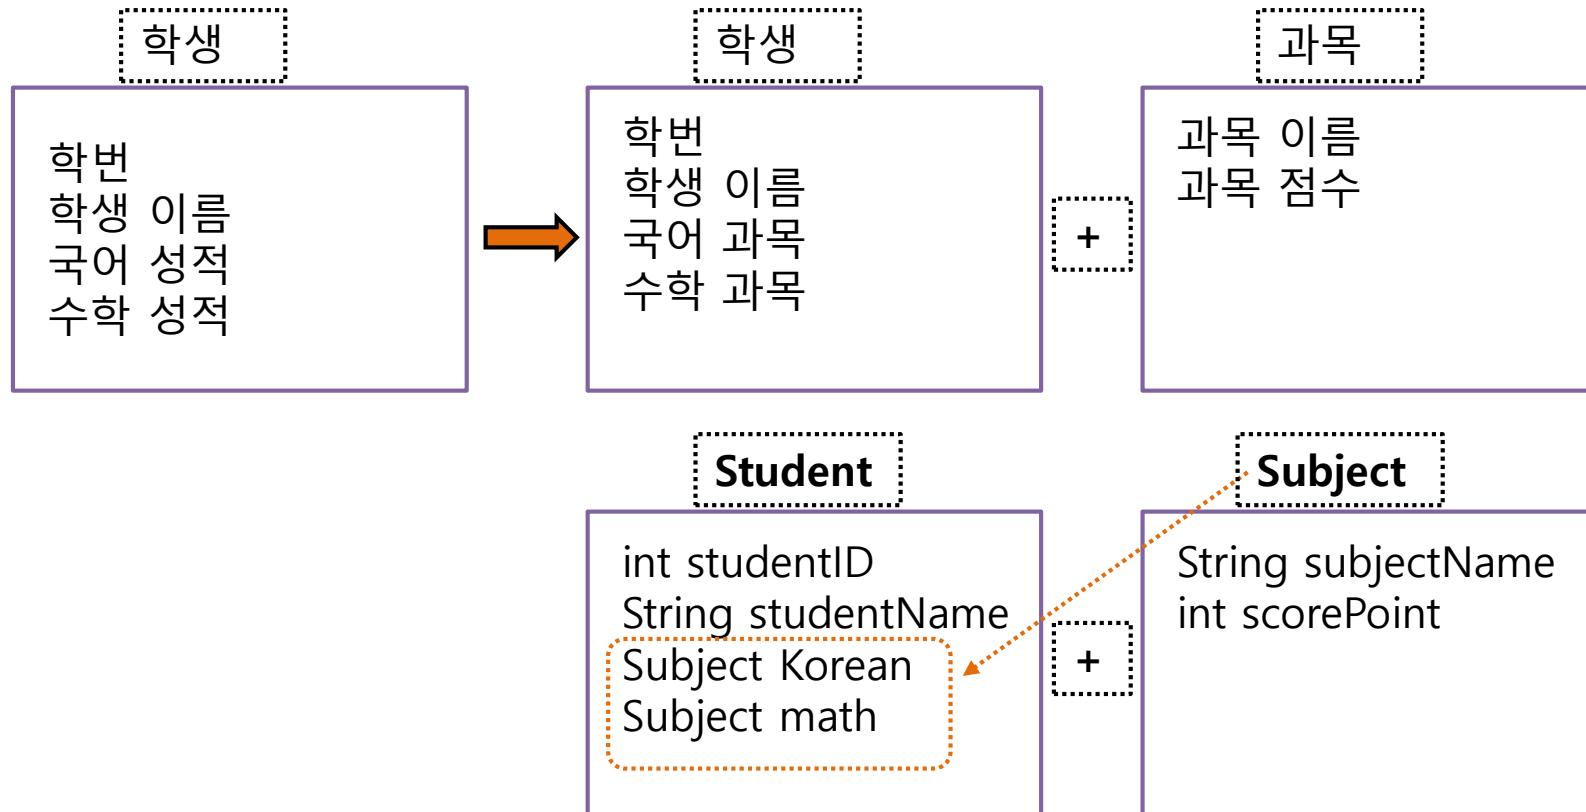 학생
학번
학생 이름
국어 성적
수학 성적
학생
학번
학생 이름
국어 과목
수학 과목
+
과목
과목 이름
과목 점수
Student
int studentID
String studentName
Subject Korean
Subject math
+
Subject
String subjectName
int scorePoint